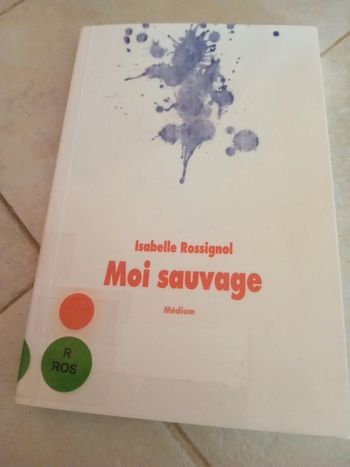 Isabelle Rossignol
Moi sauvage
Médium
R
ROS